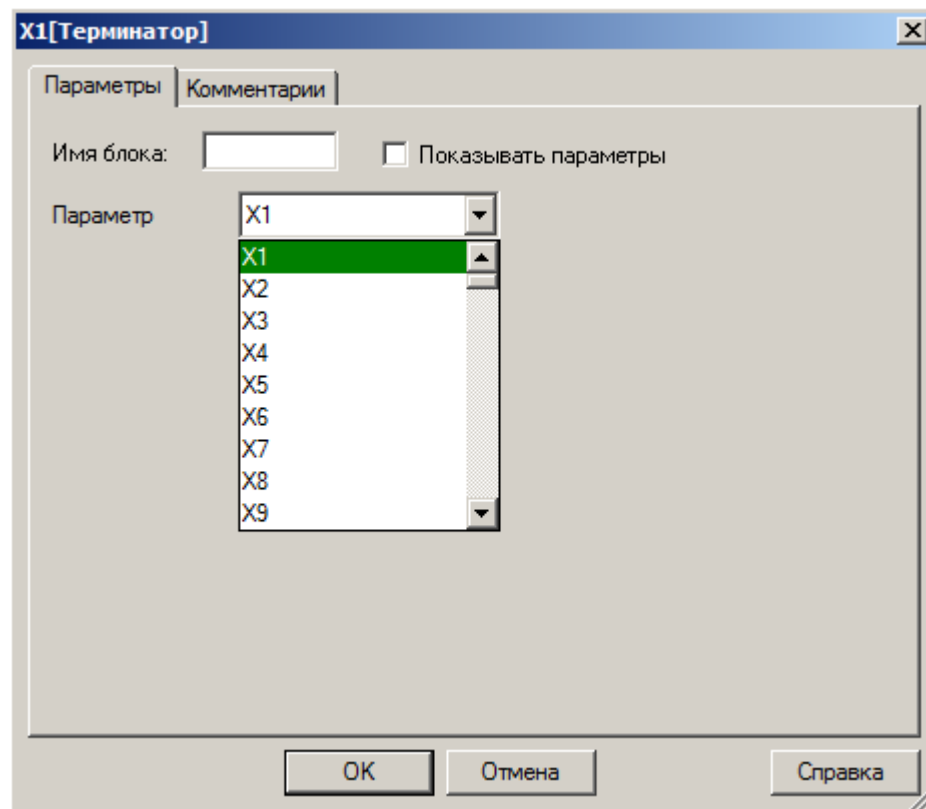 X1[Терминатор]
Параметры Комментарии
Имя блока: Показывать параметры
Параметр X1
X1
X2
X3
X4
X5
X6
X7
X8
X9
OK Отмена Справка